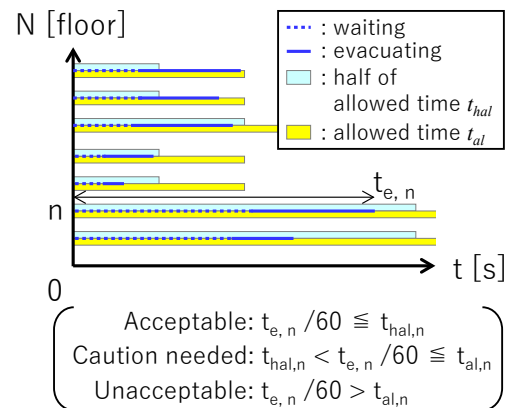 N [floor]
: waiting
: evacuating
: half of
allowed time t_hal
: allowed time t_al
t_e, n
n
t [s]
0
Acceptable: t_e, n /60 ≦ t_hal,n
Caution needed: t_hal,n < t_e, n /60 ≦ t_al,n
Unacceptable: t_e, n /60 > t_al,n